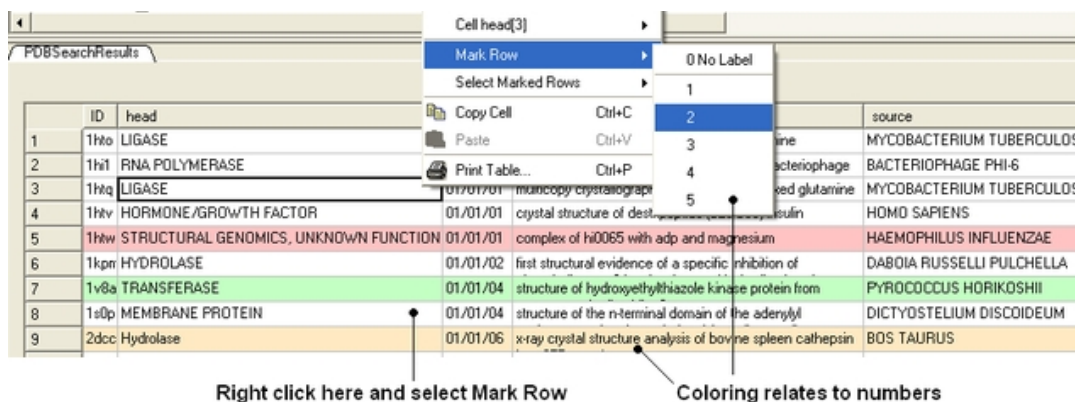 Cell head[3]
PDBSearchResults
Mark Row
0 No Label
Select Marked Rows
1
ID head
Copy Cell Ctrl+C
2
source
1 1hto LIGASE
Paste Ctrl+V
3
MYCOBACTERIUM TUBERCULOS
2 1hi1 RNA POLYMERASE
Print Table... Ctrl+P
4
BACTERIOPHAGE PHI-6
3 1htq LIGASE 01/01/01 multicopy glutamine MYCOBACTERIUM TUBERCULOS
5
4 1htv HORMONE/GROWTH FACTOR 01/01/01 crystal structure of insulin HOMO SAPIENS
5 1htw STRUCTURAL GENOMICS, UNKNOWN FUNCTION 01/01/01 complex of hi0065 with adp and magnesium HAEMOPHILUS INFLUENZAE
6 1kpm HYDROLASE 01/01/02 first structural evidence of a specific inhibition of DABOIA RUSSELLI PULCHELLA
7 1v8a TRANSFERASE 01/01/04 structure of hydroxyethylthiazole kinase protein from PYROCOCCUS HORIKOSHII
8 1s0p MEMBRANE PROTEIN 01/01/04 structure of the n-terminal domain of the adenylyl DICTYOSTELIUM DISCOIDEUM
9 2dcc Hydrolase 01/01/06 x-ray crystal structure analysis of bovine spleen cathepsin BOS TAURUS
Right click here and select Mark Row
Coloring relates to numbers